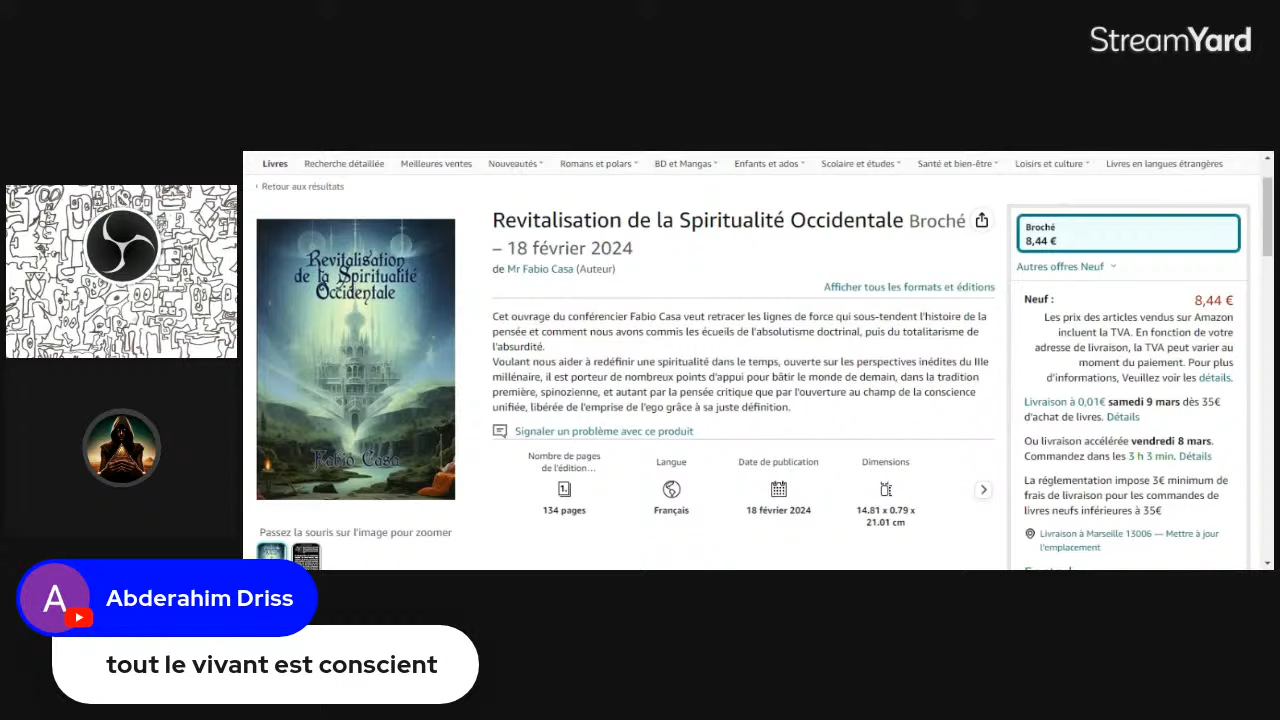 StreamYard
Livres Recherche détaillée Meilleures ventes Nouveautés Romans et polars BD et Mangas Enfants et ados Scolaire et études Santé et bien-être Loisirs et culture Livres en langues étrangères
‹ Retour aux résultats
Revitalisation
de la Spiritualité
Occidentale
Fabio Casa
Passez la souris sur l'image pour zoomer
Revitalisation de la Spiritualité Occidentale Broché
– 18 février 2024
de Mr Fabio Casa (Auteur)
Afficher tous les formats et éditions
Cet ouvrage du conférencier Fabio Casa veut retracer les lignes de force qui sous-tendent l'histoire de la
pensée et comment nous avons commis les écueils de l'absolutisme doctrinal, puis du totalitarisme de
l'absurdité.
Voulant nous aider à redéfinir une spiritualité dans le temps, ouverte sur les perspectives inédites du IIIe
millénaire, il est porteur de nombreux points d'appui pour bâtir le monde de demain, dans la tradition
première, spinozienne, et autant par la pensée critique que par l'ouverture au champ de la conscience
unifiée, libérée de l'emprise de l'ego grâce à sa juste définition.
Signaler un problème avec ce produit
Nombre de pages
de l'édition…
134 pages
Langue
Français
Date de publication
18 février 2024
Dimensions
14.81 x 0.79 x
21.01 cm
Broché
8,44 €
Autres offres Neuf
Neuf : 8,44 €
Les prix des articles vendus sur Amazon
incluent la TVA. En fonction de votre
adresse de livraison, la TVA peut varier au
moment du paiement. Pour plus
d'informations, Veuillez voir les détails.
Livraison à 0,01€ samedi 9 mars dès 35€
d'achat de livres. Détails
Ou livraison accélérée vendredi 8 mars.
Commandez dans les 3 h 3 min. Détails
La réglementation impose 3€ minimum de
frais de livraison pour les commandes de
livres neufs inférieures à 35€
Livraison à Marseille 13006 — Mettre à jour
l'emplacement
A
Abderahim Driss
tout le vivant est conscient